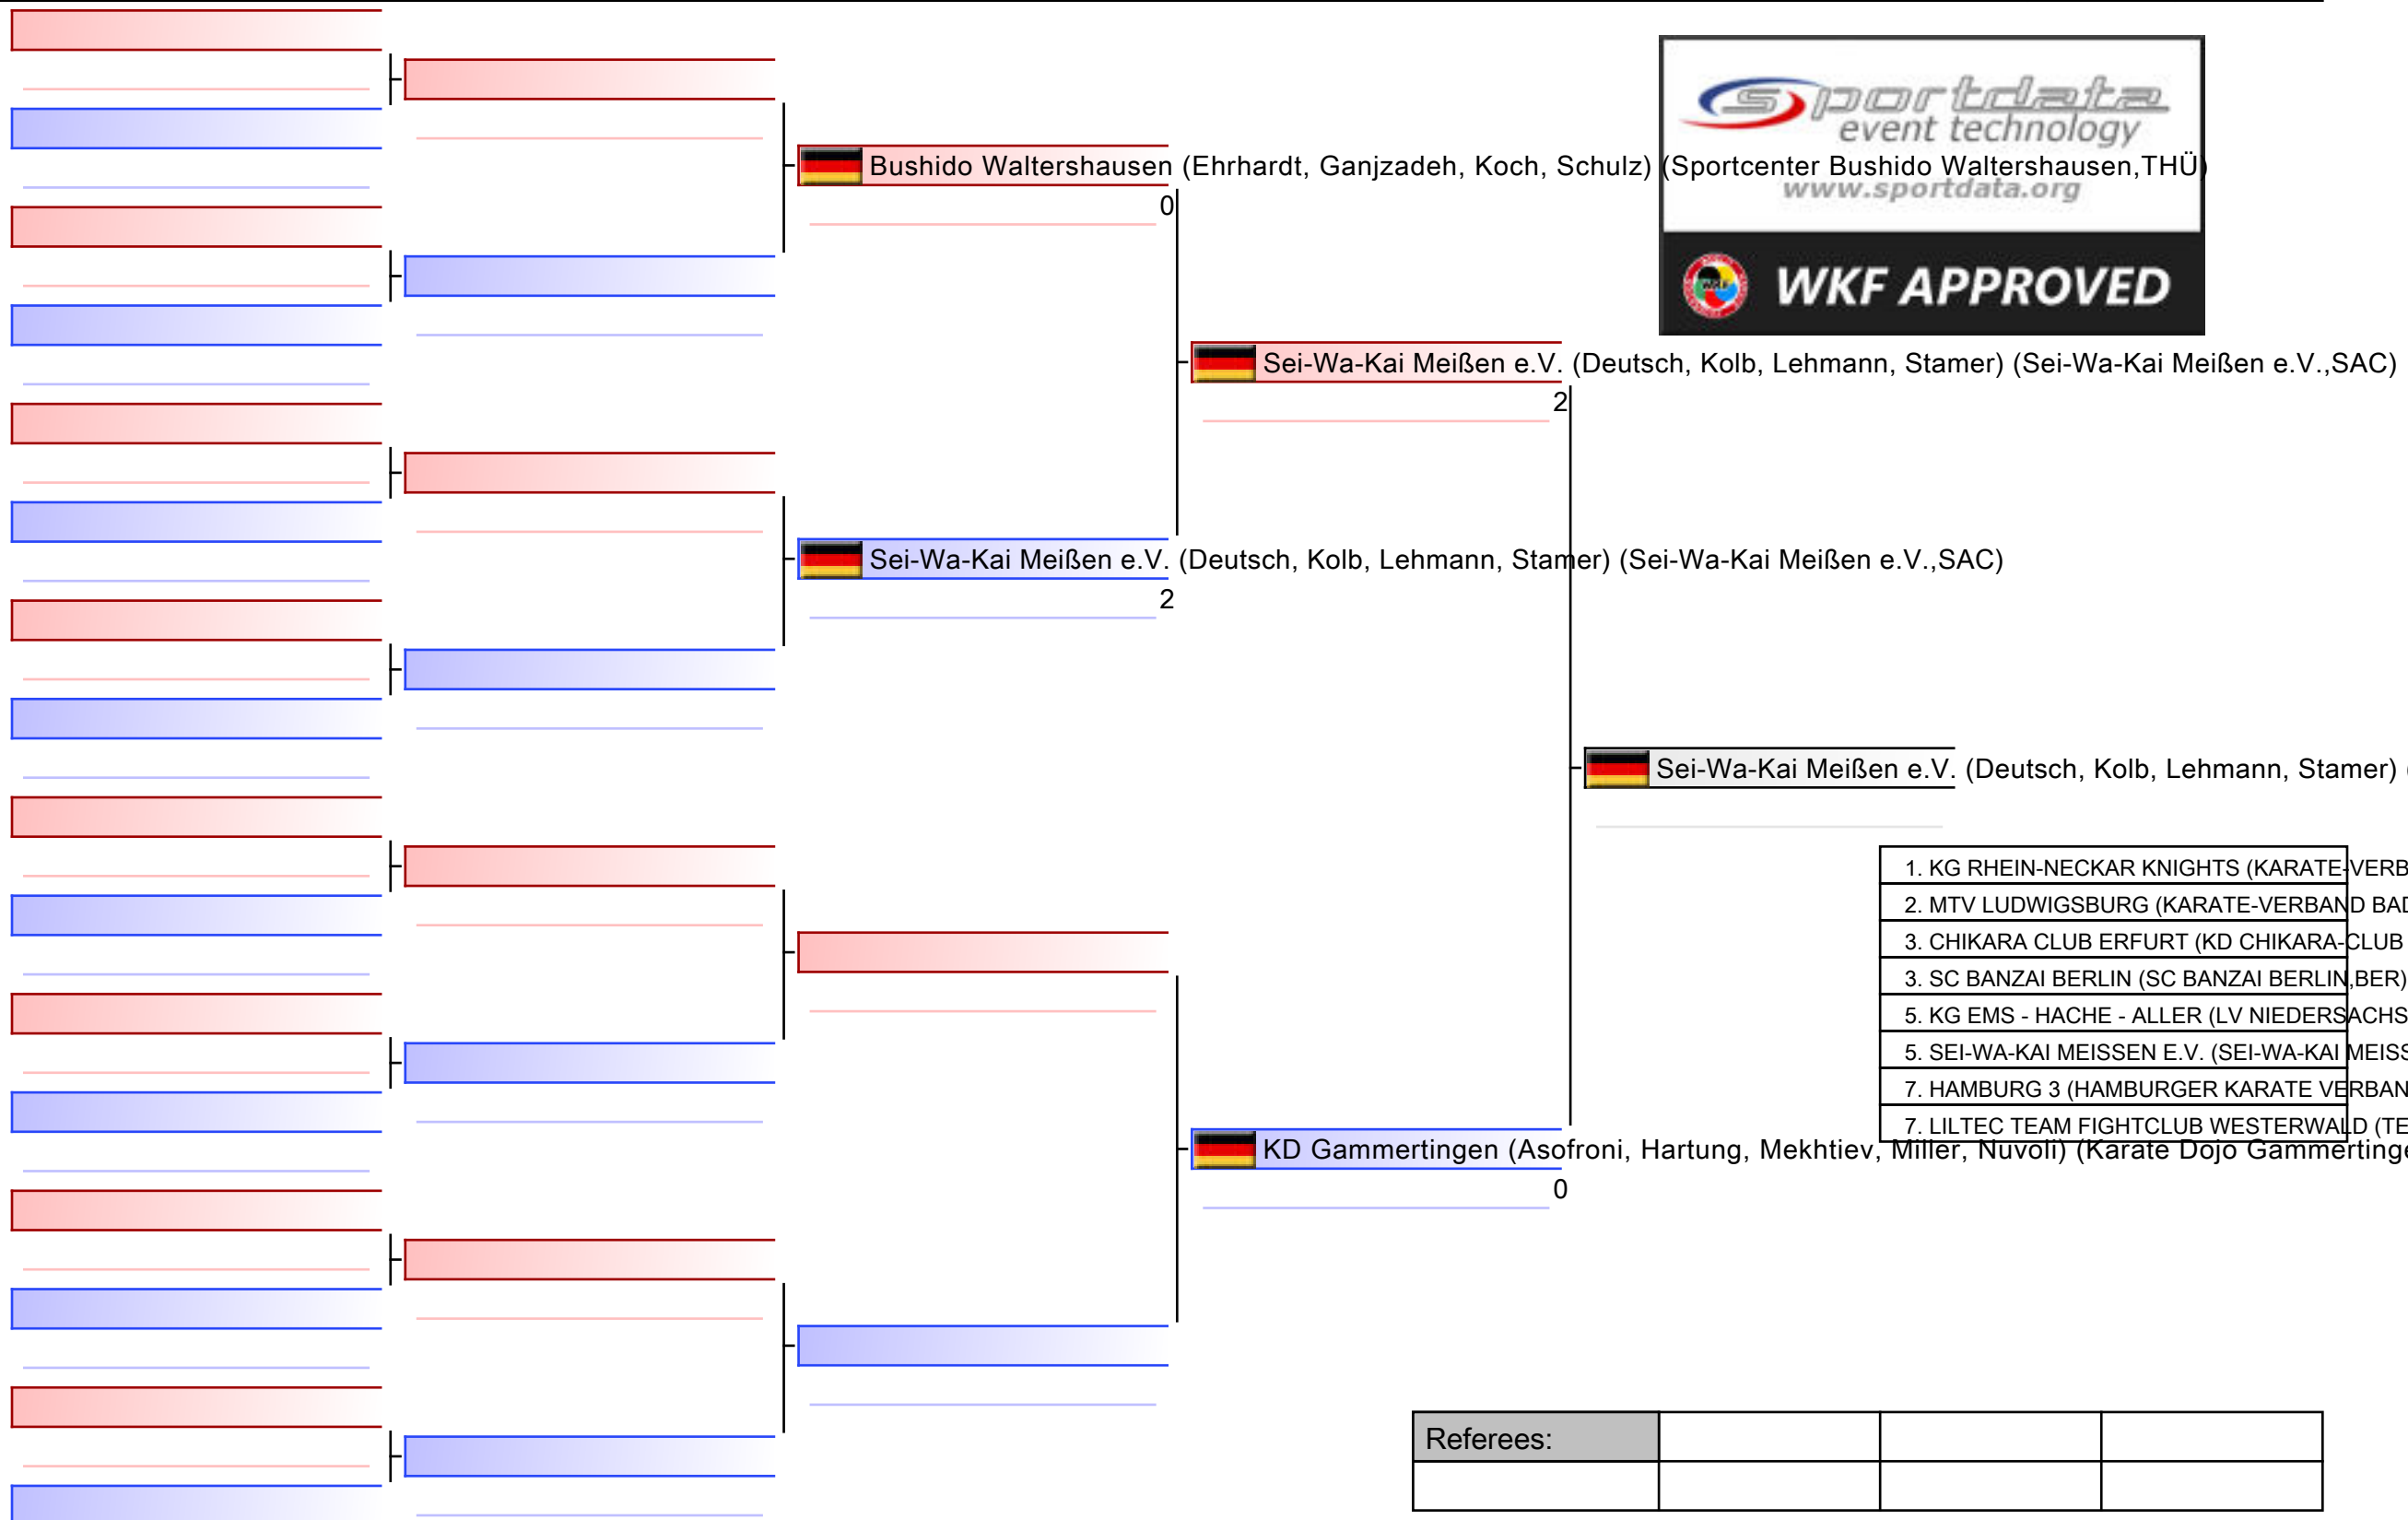 sportdata
event technology
Bushido Waltershausen (Ehrhardt, Ganjzadeh, Koch, Schulz) (Sportcenter Bushido Waltershausen,THÜ)
www.sportdata.org
0
WKF APPROVED
Sei-Wa-Kai Meißen e.V. (Deutsch, Kolb, Lehmann, Stamer) (Sei-Wa-Kai Meißen e.V.,SAC)
2
Sei-Wa-Kai Meißen e.V. (Deutsch, Kolb, Lehmann, Stamer) (Sei-Wa-Kai Meißen e.V.,SAC)
2
Sei-Wa-Kai Meißen e.V. (Deutsch, Kolb, Lehmann, Stamer) (
1. KG RHEIN-NECKAR KNIGHTS (KARATE-VERB
2. MTV LUDWIGSBURG (KARATE-VERBAND BAD
3. CHIKARA CLUB ERFURT (KD CHIKARA-CLUB
3. SC BANZAI BERLIN (SC BANZAI BERLIN,BER)
5. KG EMS - HACHE - ALLER (LV NIEDERSACHS
5. SEI-WA-KAI MEISSEN E.V. (SEI-WA-KAI MEISS
7. HAMBURG 3 (HAMBURGER KARATE VERBAN
7. LILTEC TEAM FIGHTCLUB WESTERWALD (TE
KD Gammertingen (Asofroni, Hartung, Mekhtiev, Miller, Nuvoli) (Karate Dojo Gammertinge
0
Referees: